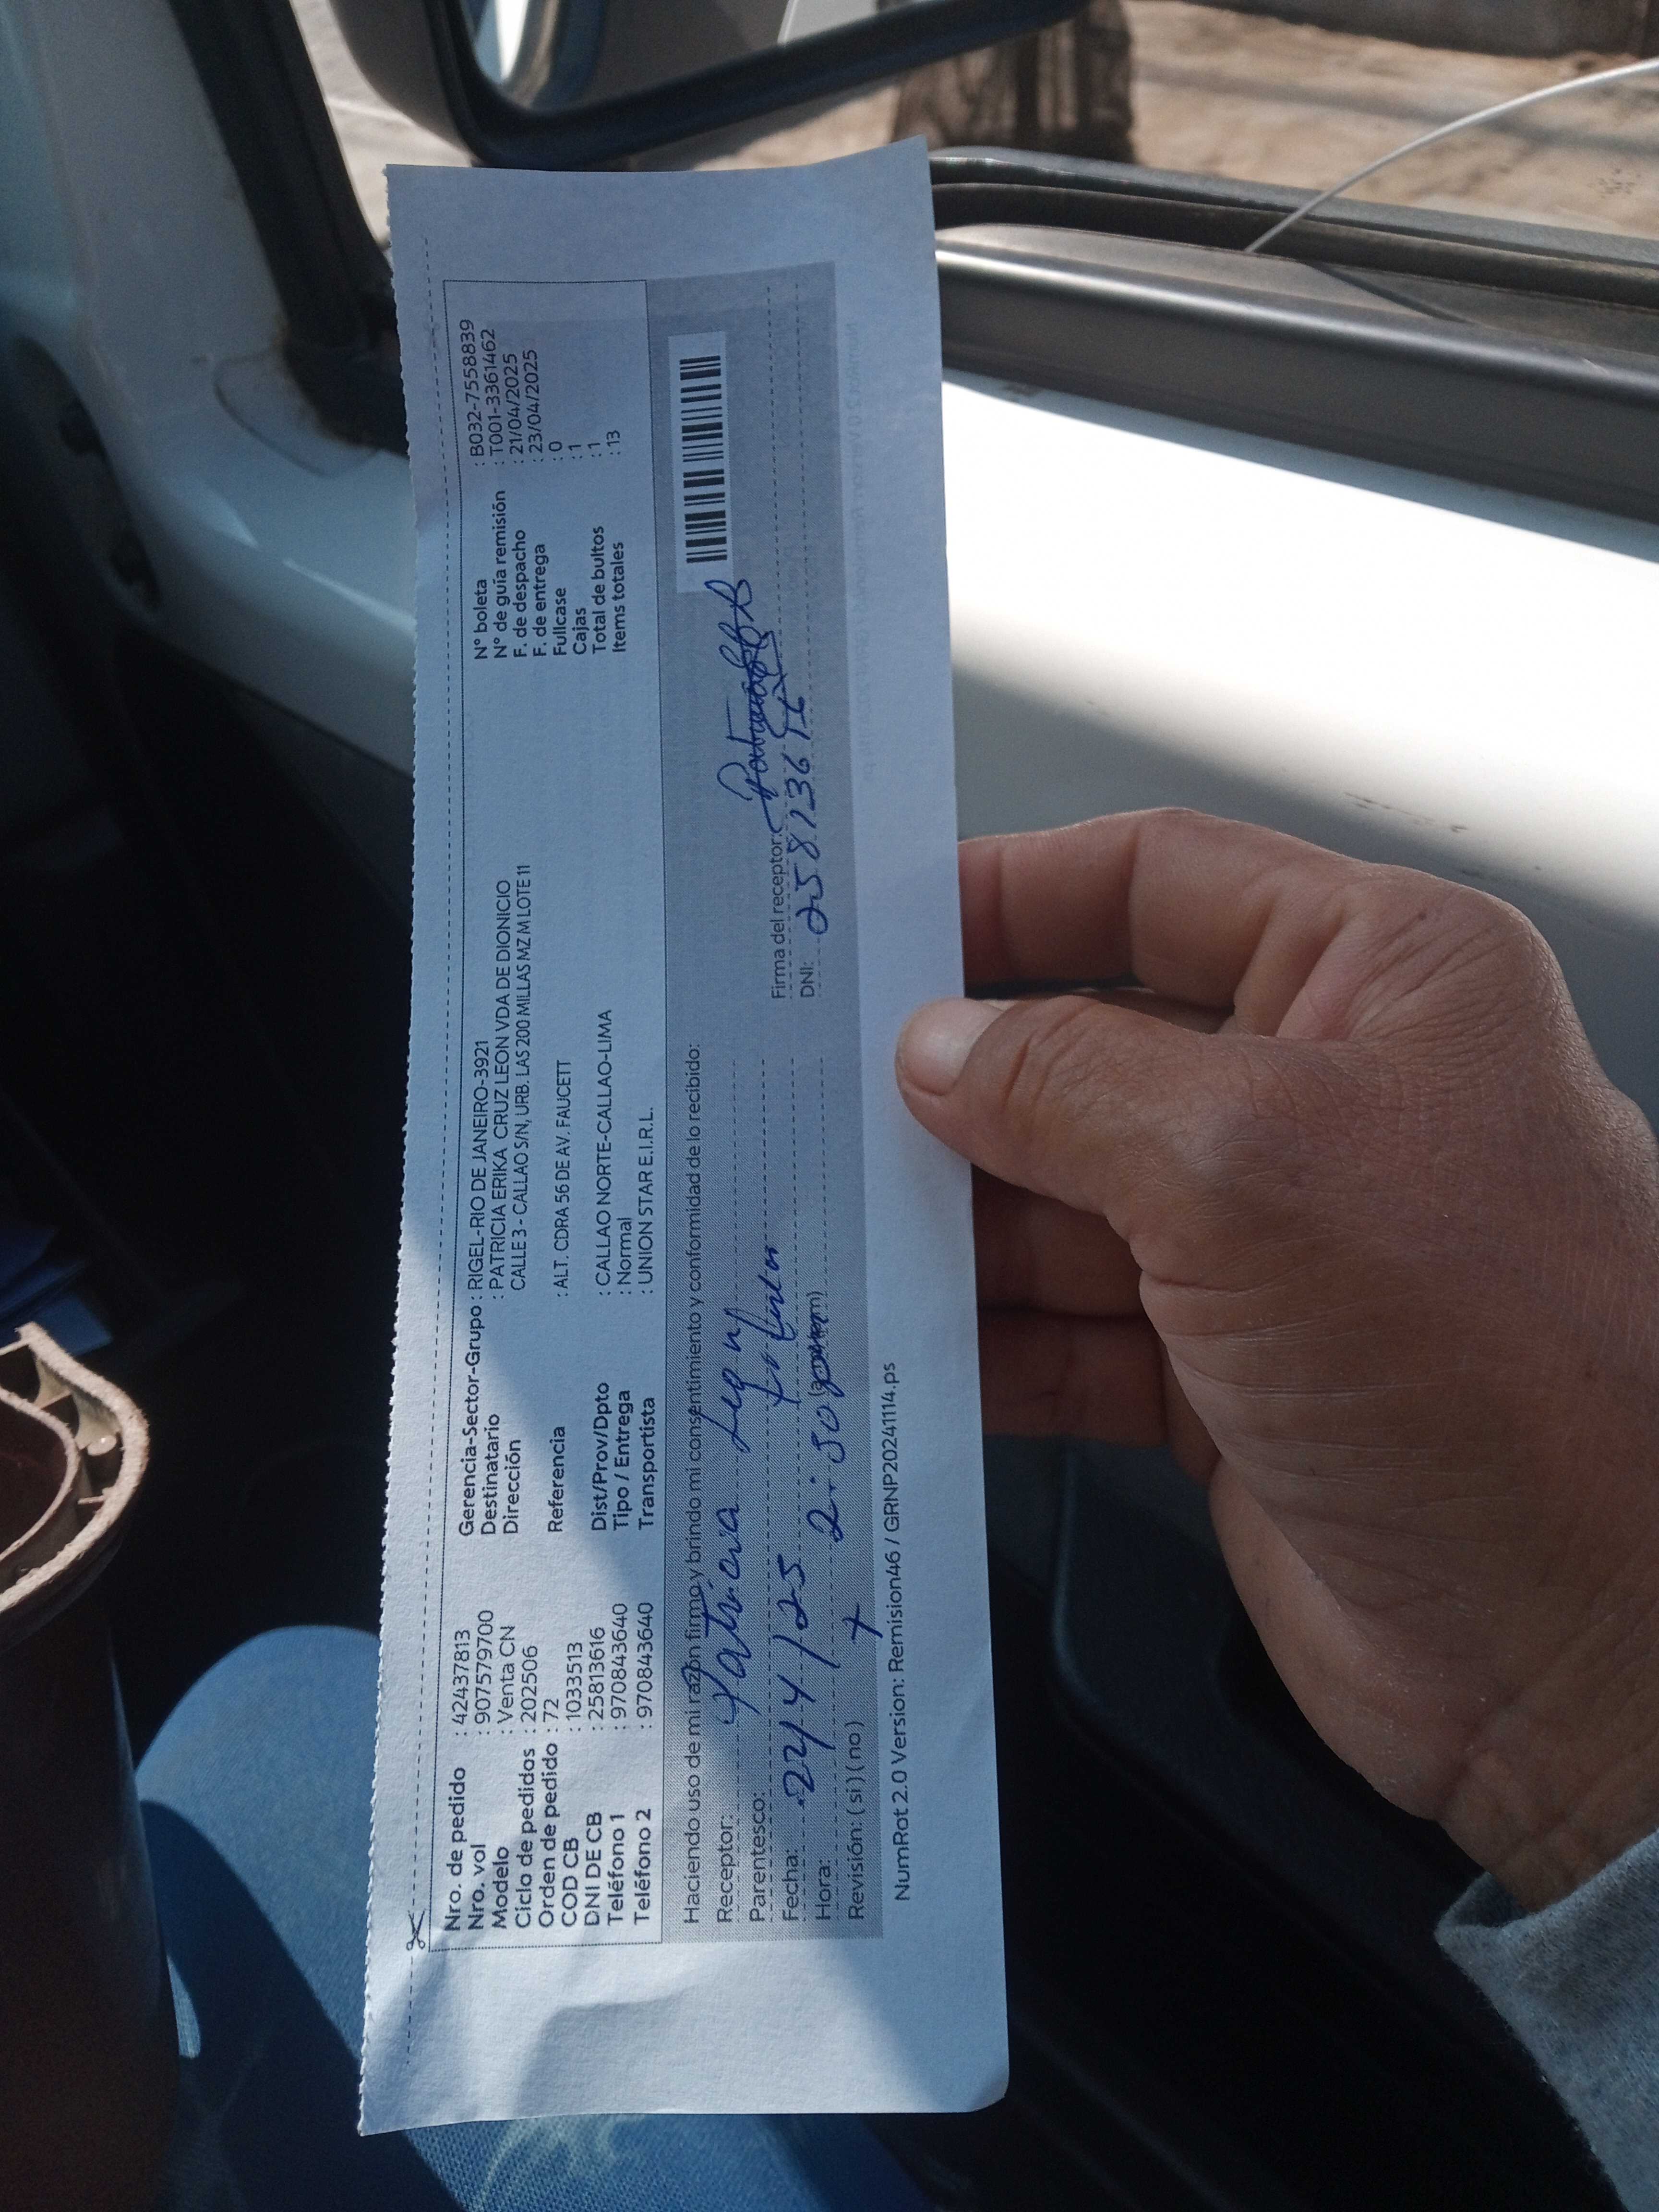 Nro. de pedido : 42437813
Nro. vol : 907579700
Modelo : Venta CN
Ciclo de pedidos : 202506
Orden de pedido : 72
COD CB : 1033513
DNI DE CB : 25813616
Teléfono 1 : 970843640
Teléfono 2 : 970843640
Gerencia-Sector-Grupo : RIGEL-RIO DE JANEIRO-3921
Destinatario : PATRICIA ERIKA CRUZ LEON VDA DE DIONICIO
Dirección CALLE 3 - CALLAO S/N, URB. LAS 200 MILLAS MZ M LOTE 11
Referencia : ALT. CDRA 56 DE AV. FAUCETT
Dist/Prov/Dpto : CALLAO NORTE-CALLAO-LIMA
Tipo / Entrega : Normal
Transportista : UNION STAR E.I.R.L.
N° boleta : B032-7558839
N° de guía remisión : T001-3361462
F. de despacho : 21/04/2025
F. de entrega : 23/04/2025
Fullcase : 0
Cajas : 1
Total de bultos : 1
Items totales : 13
Haciendo uso de mi razón firmo y brindo mi consentimiento y conformidad de lo recibido:
Receptor: Patricia
Parentesco:
Fecha: 22/4/25
Hora: 2:50
Revisión: ( si ) ( no ) x
Firma del receptor:
DNI: 258136
NumRot 2.0 Version: Remision46 / GRNP20241114.ps